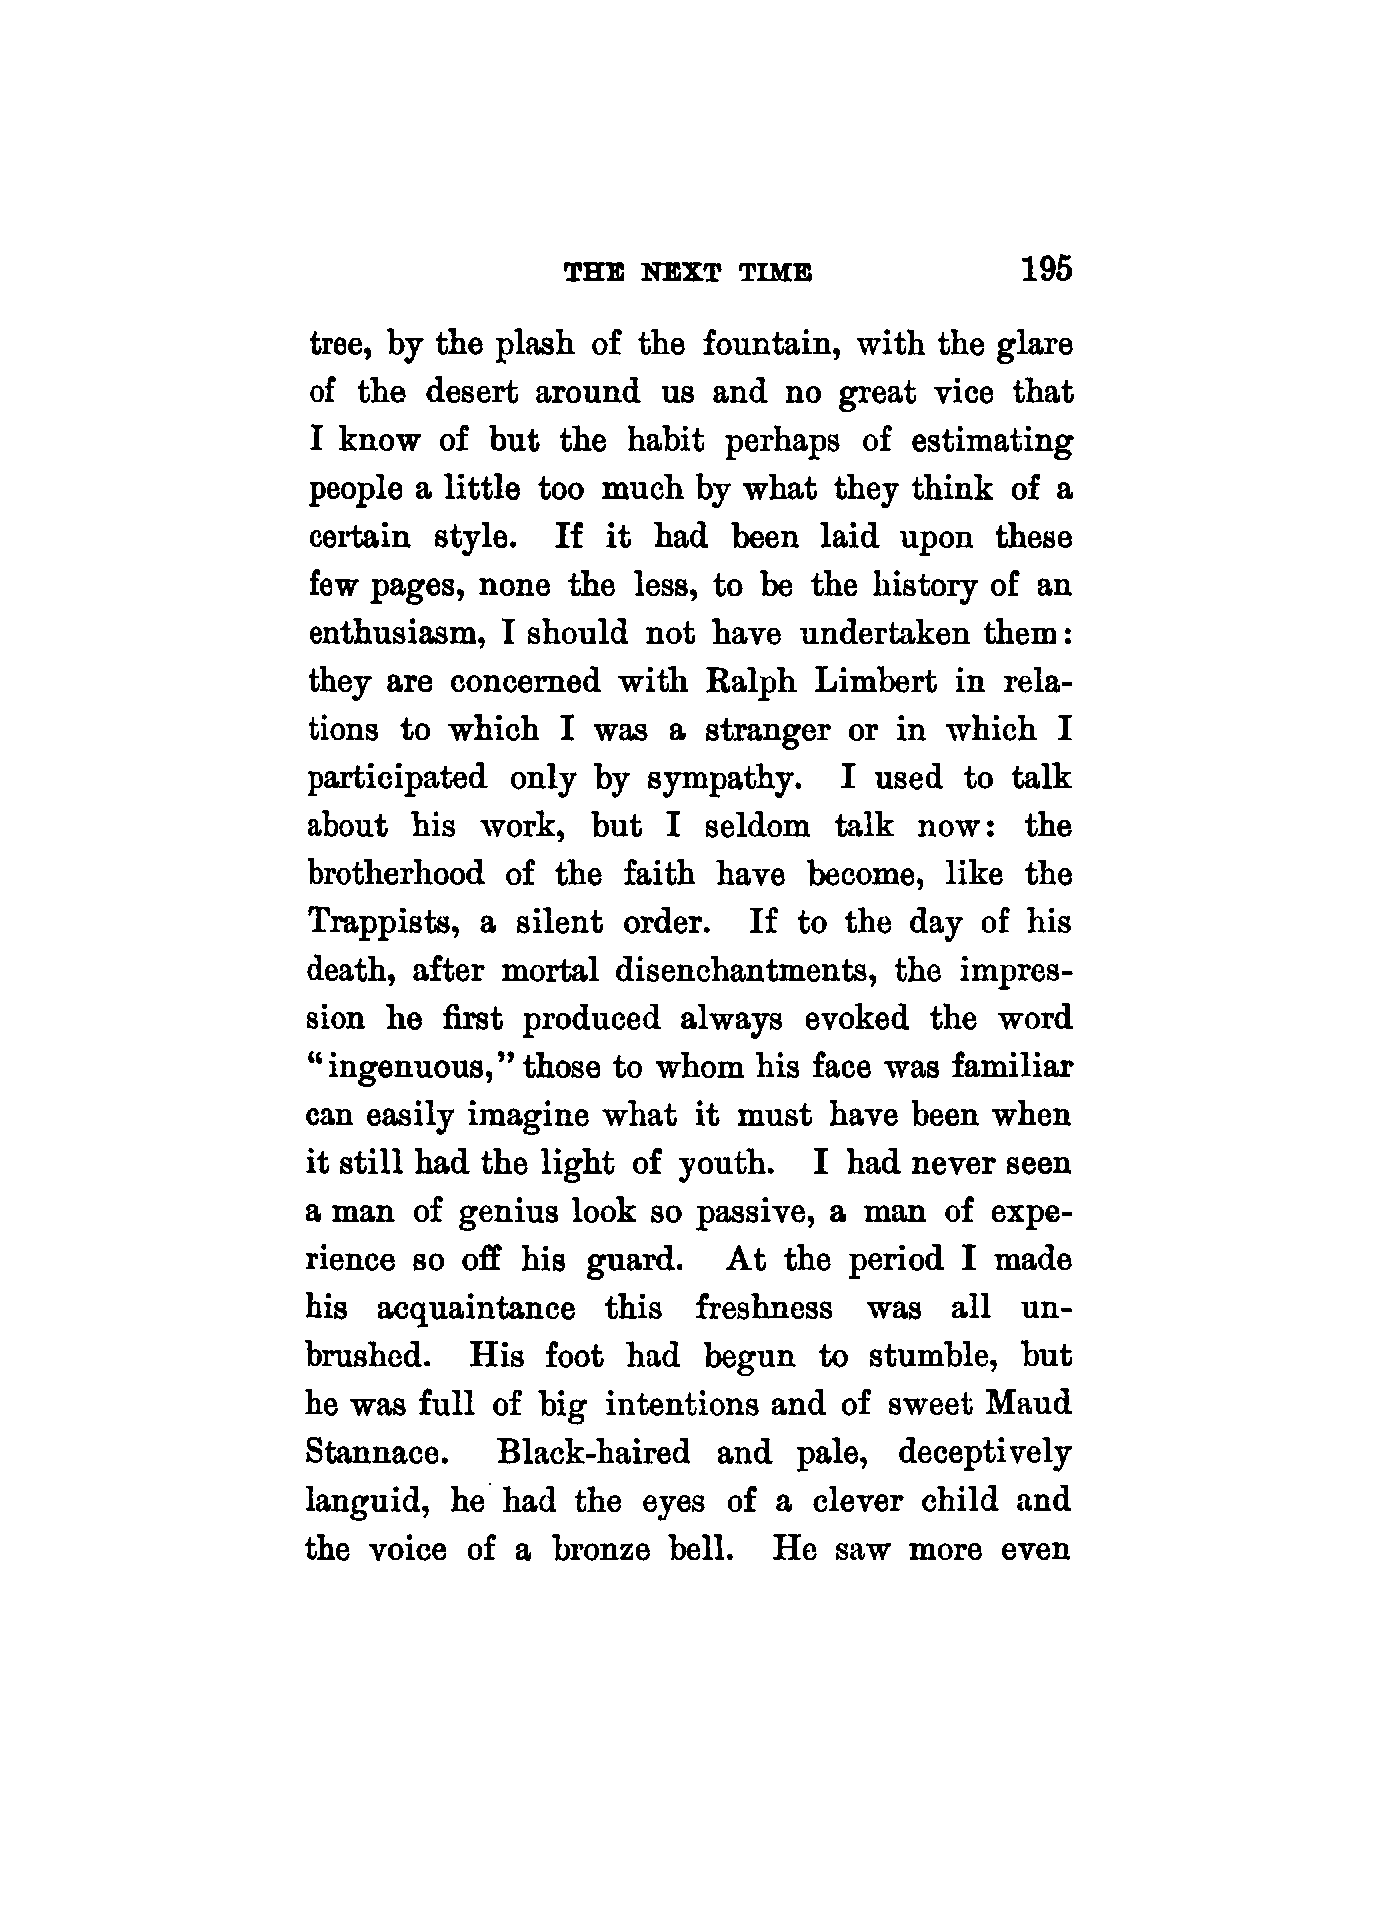 THE NEXT TIME 195
tree, by the plash of the fountain, with the glare
of the desert around us and no great vice that
I know of but the habit perhaps of estimating
people a little too much by what they think of a
certain style. If it had been laid upon these
few pages, none the less, to be the history of an
enthusiasm, I should not have undertaken them:
they are concerned with Ralph Limbert in rela-
tions to which I was a stranger or in which I
participated only by sympathy. I used to talk
about his work, but I seldom talk now: the
brotherhood of the faith have become, like the
Trappists, a silent order. If to the day of his
death, after mortal disenchantments, the impres-
sion he first produced always evoked the word
"ingenuous," those to whom his face was familiar
can easily imagine what it must have been when
it still had the light of youth. I had never seen
a man of genius look so passive, a man of expe-
rience so off his guard. At the period I made
his acquaintance this freshness was all un-
brushed. His foot had begun to stumble, but
he was full of big intentions and of sweet Maud
Stannace. Black-haired and pale, deceptively
languid, he had the eyes of a clever child and
the voice of a bronze bell. He saw more even